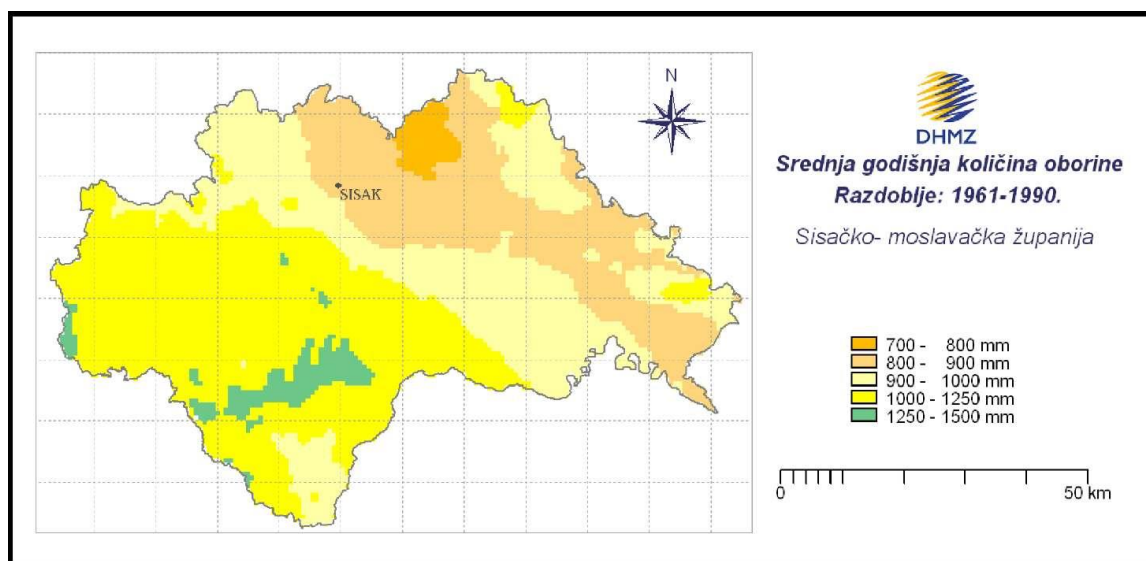 N
SISAK
DHMZ
Srednja godišnja količina oborine
Razdoblje: 1961-1990.
Sisačko- moslavačka županija
700 - 800 mm
800 - 900 mm
900 - 1000 mm
1000 - 1250 mm
1250 - 1500 mm
0 50 km